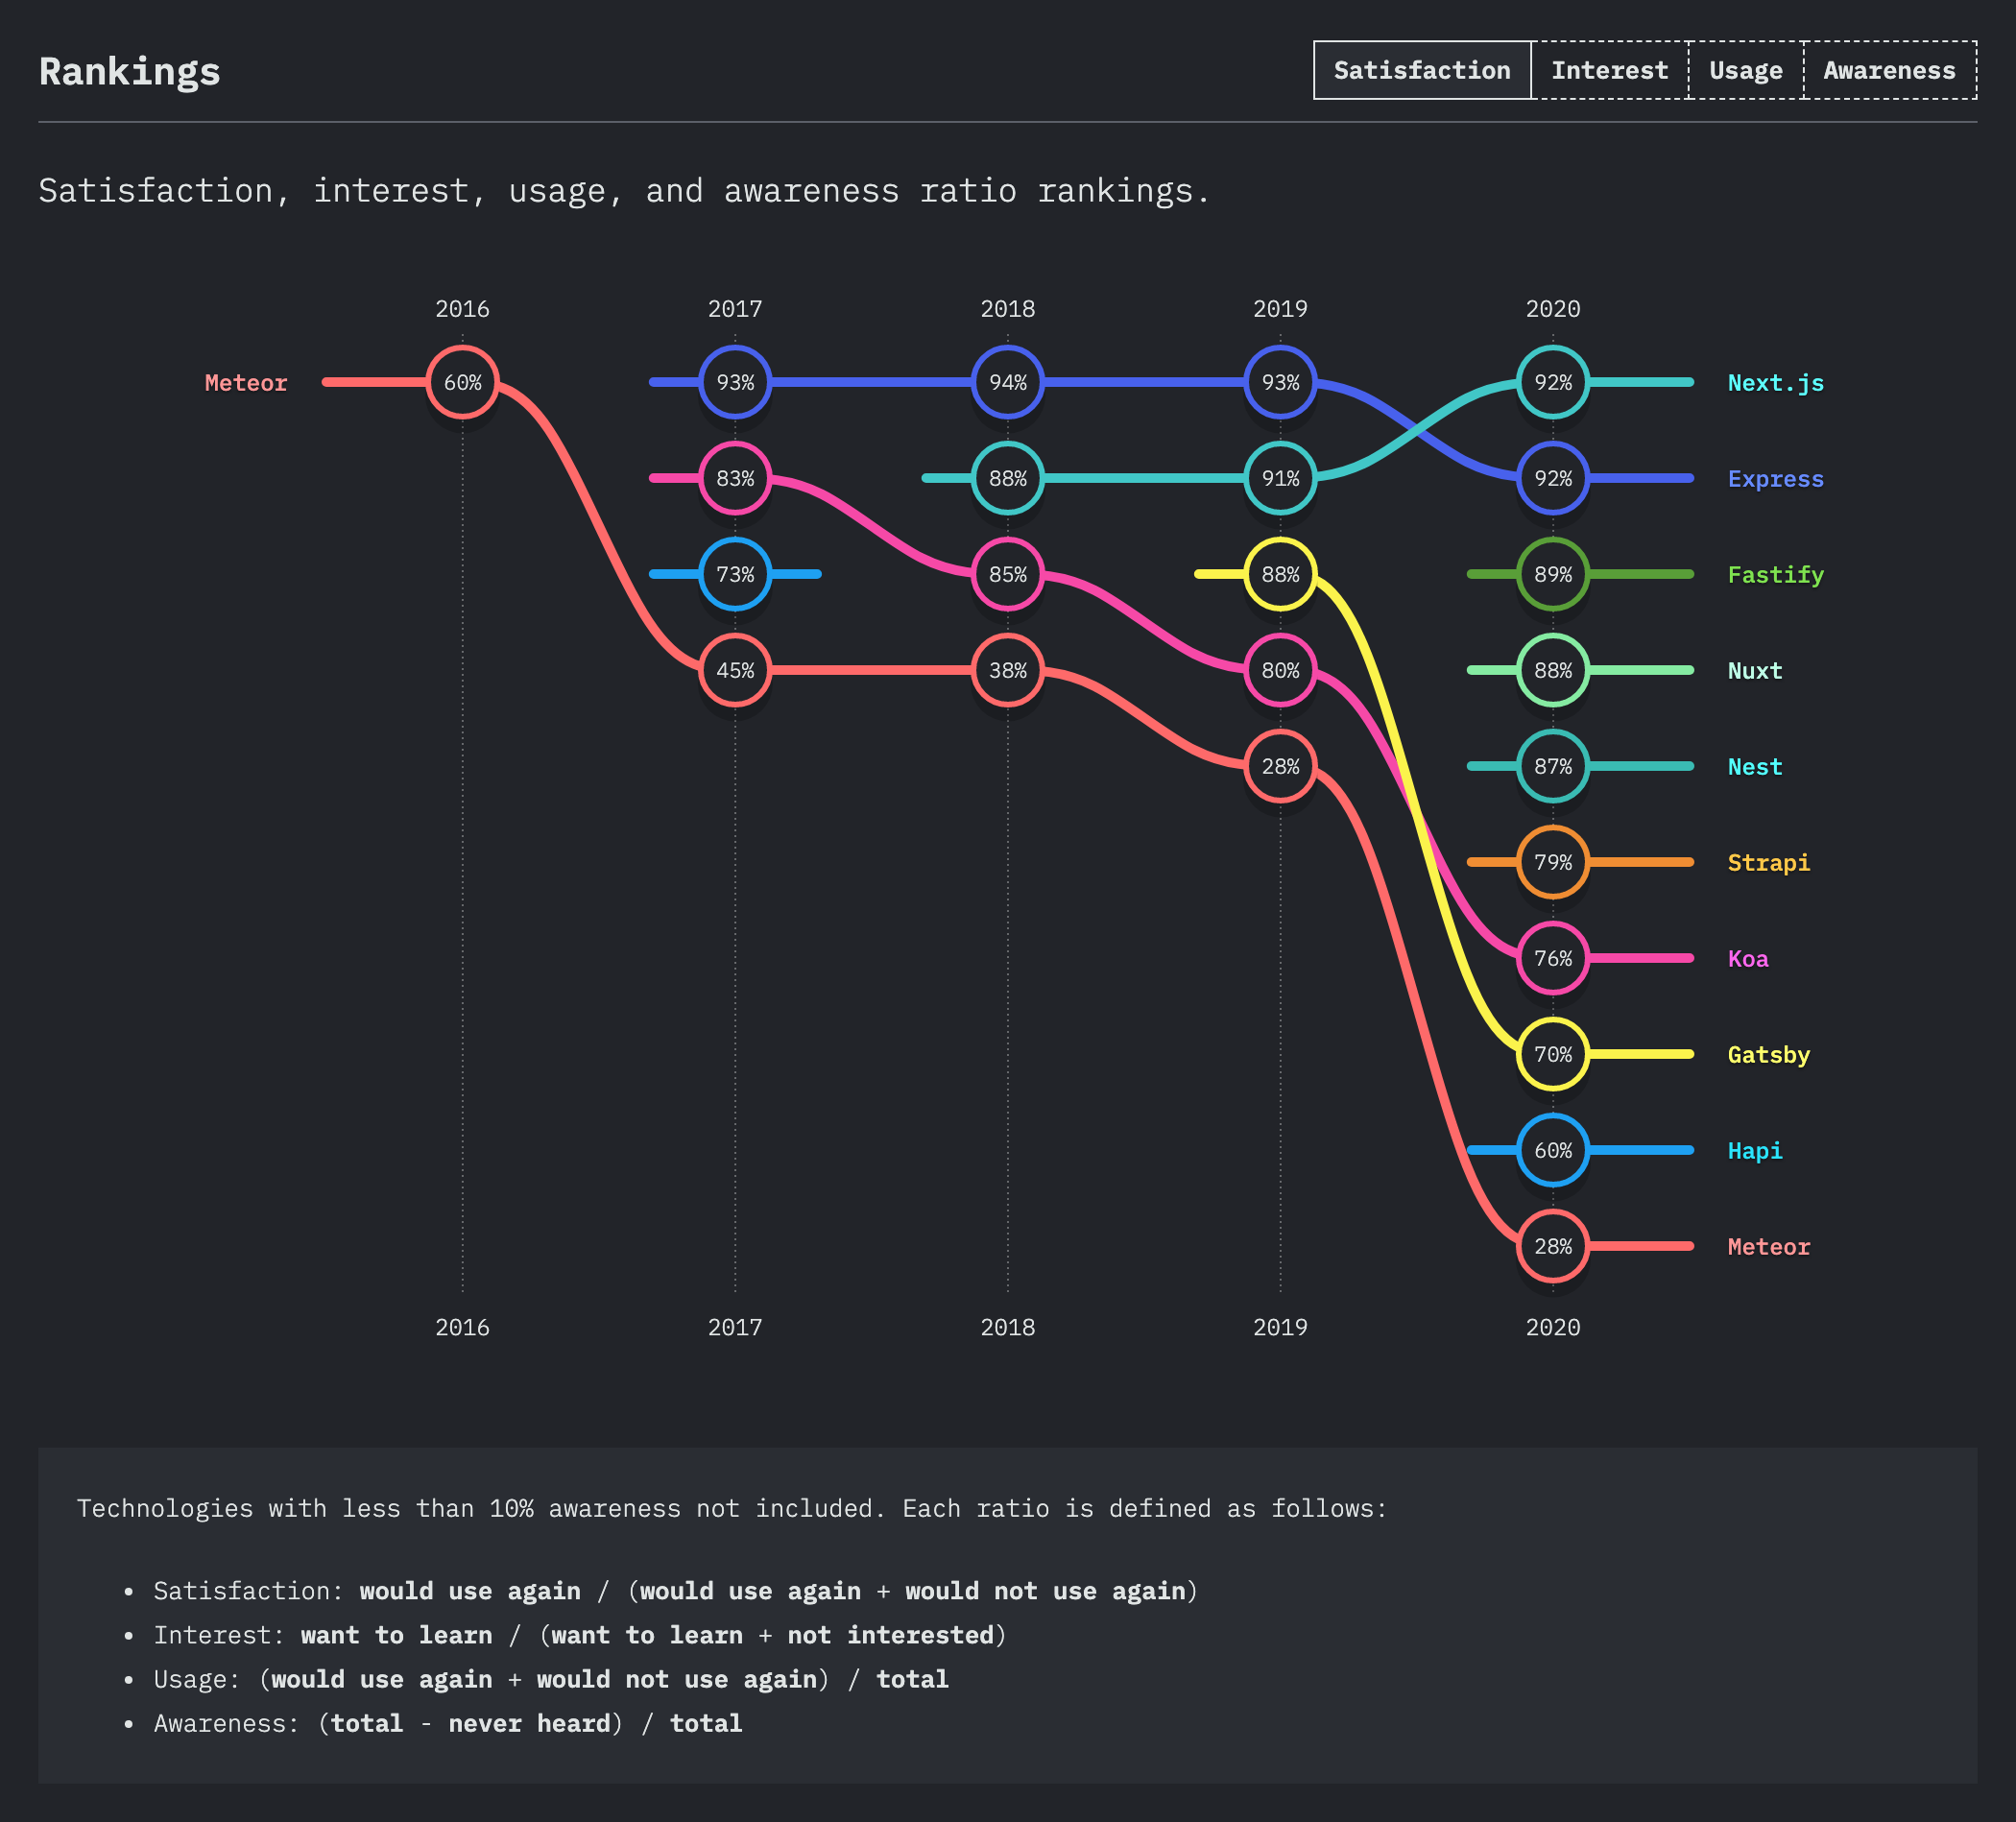 Rankings
Satisfaction Interest Usage Awareness
Satisfaction, interest, usage, and awareness ratio rankings.
2016 2017 2018 2019 2020
Meteor 60% 93% 94% 93% 92% Next.js
83% 88% 91% 92% Express
73% 85% 88% 89% Fastify
45% 38% 80% 88% Nuxt
28% 87% Nest
79% Strapi
76% Koa
70% Gatsby
60% Hapi
28% Meteor
2016 2017 2018 2019 2020
Technologies with less than 10% awareness not included. Each ratio is defined as follows:
• Satisfaction: would use again / (would use again + would not use again)
• Interest: want to learn / (want to learn + not interested)
• Usage: (would use again + would not use again) / total
• Awareness: (total - never heard) / total